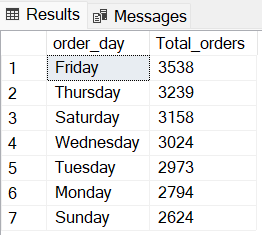 Results Messages
order_day Total_orders
1 Friday 3538
2 Thursday 3239
3 Saturday 3158
4 Wednesday 3024
5 Tuesday 2973
6 Monday 2794
7 Sunday 2624